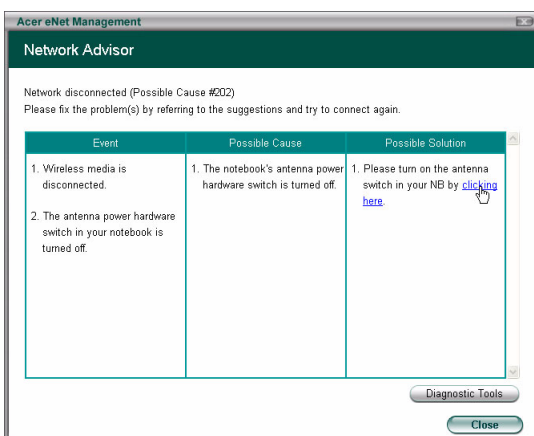 Acer eNet Management
Network Advisor
Network disconnected (Possible Cause #202)
Please fix the problem(s) by referring to the suggestions and try to connect again.
Event
1. Wireless media is
disconnected.
2. The antenna power hardware
switch in your notebook is
turned off.
Possible Cause
1. The notebook's antenna power
hardware switch is turned off.
Possible Solution
1. Please turn on the antenna
switch in your NB by clicking
here.
Diagnostic Tools
Close